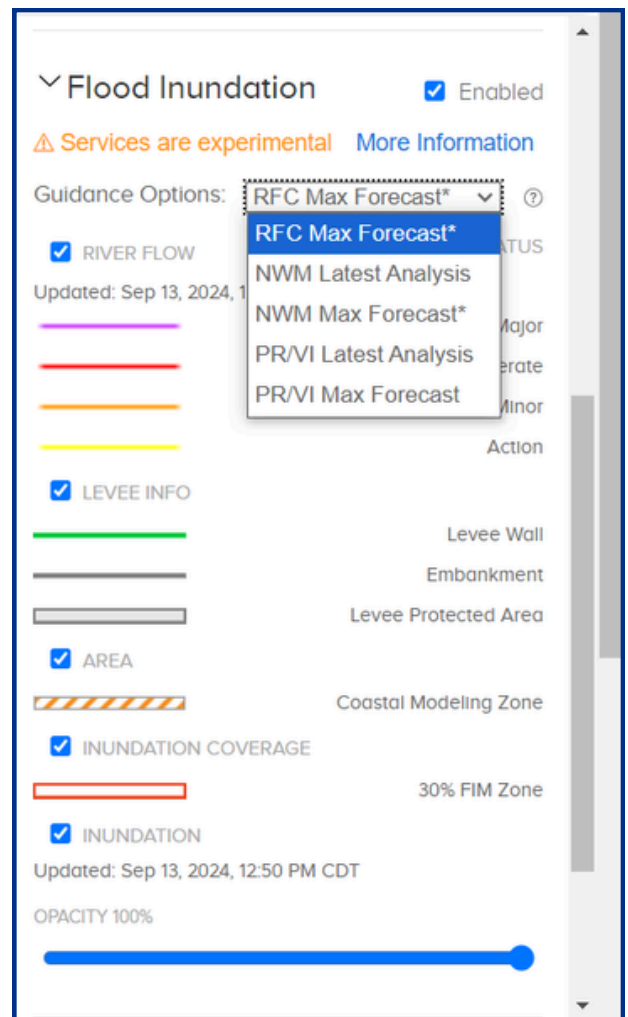 Flood Inundation Enabled
Services are experimental More Information
Guidance Options: RFC Max Forecast*
RFC Max Forecast*
RIVER FLOW
NWM Latest Analysis
Updated: Sep 13, 2024, 1
NWM Max Forecast*
Major
PR/VI Latest Analysis
PR/VI Max Forecast
Minor
Action
LEVEE INFO
Levee Wall
Embankment
Levee Protected Area
AREA
Coastal Modeling Zone
INUNDATION COVERAGE
30% FIM Zone
INUNDATION
Updated: Sep 13, 2024, 12:50 PM CDT
OPACITY 100%